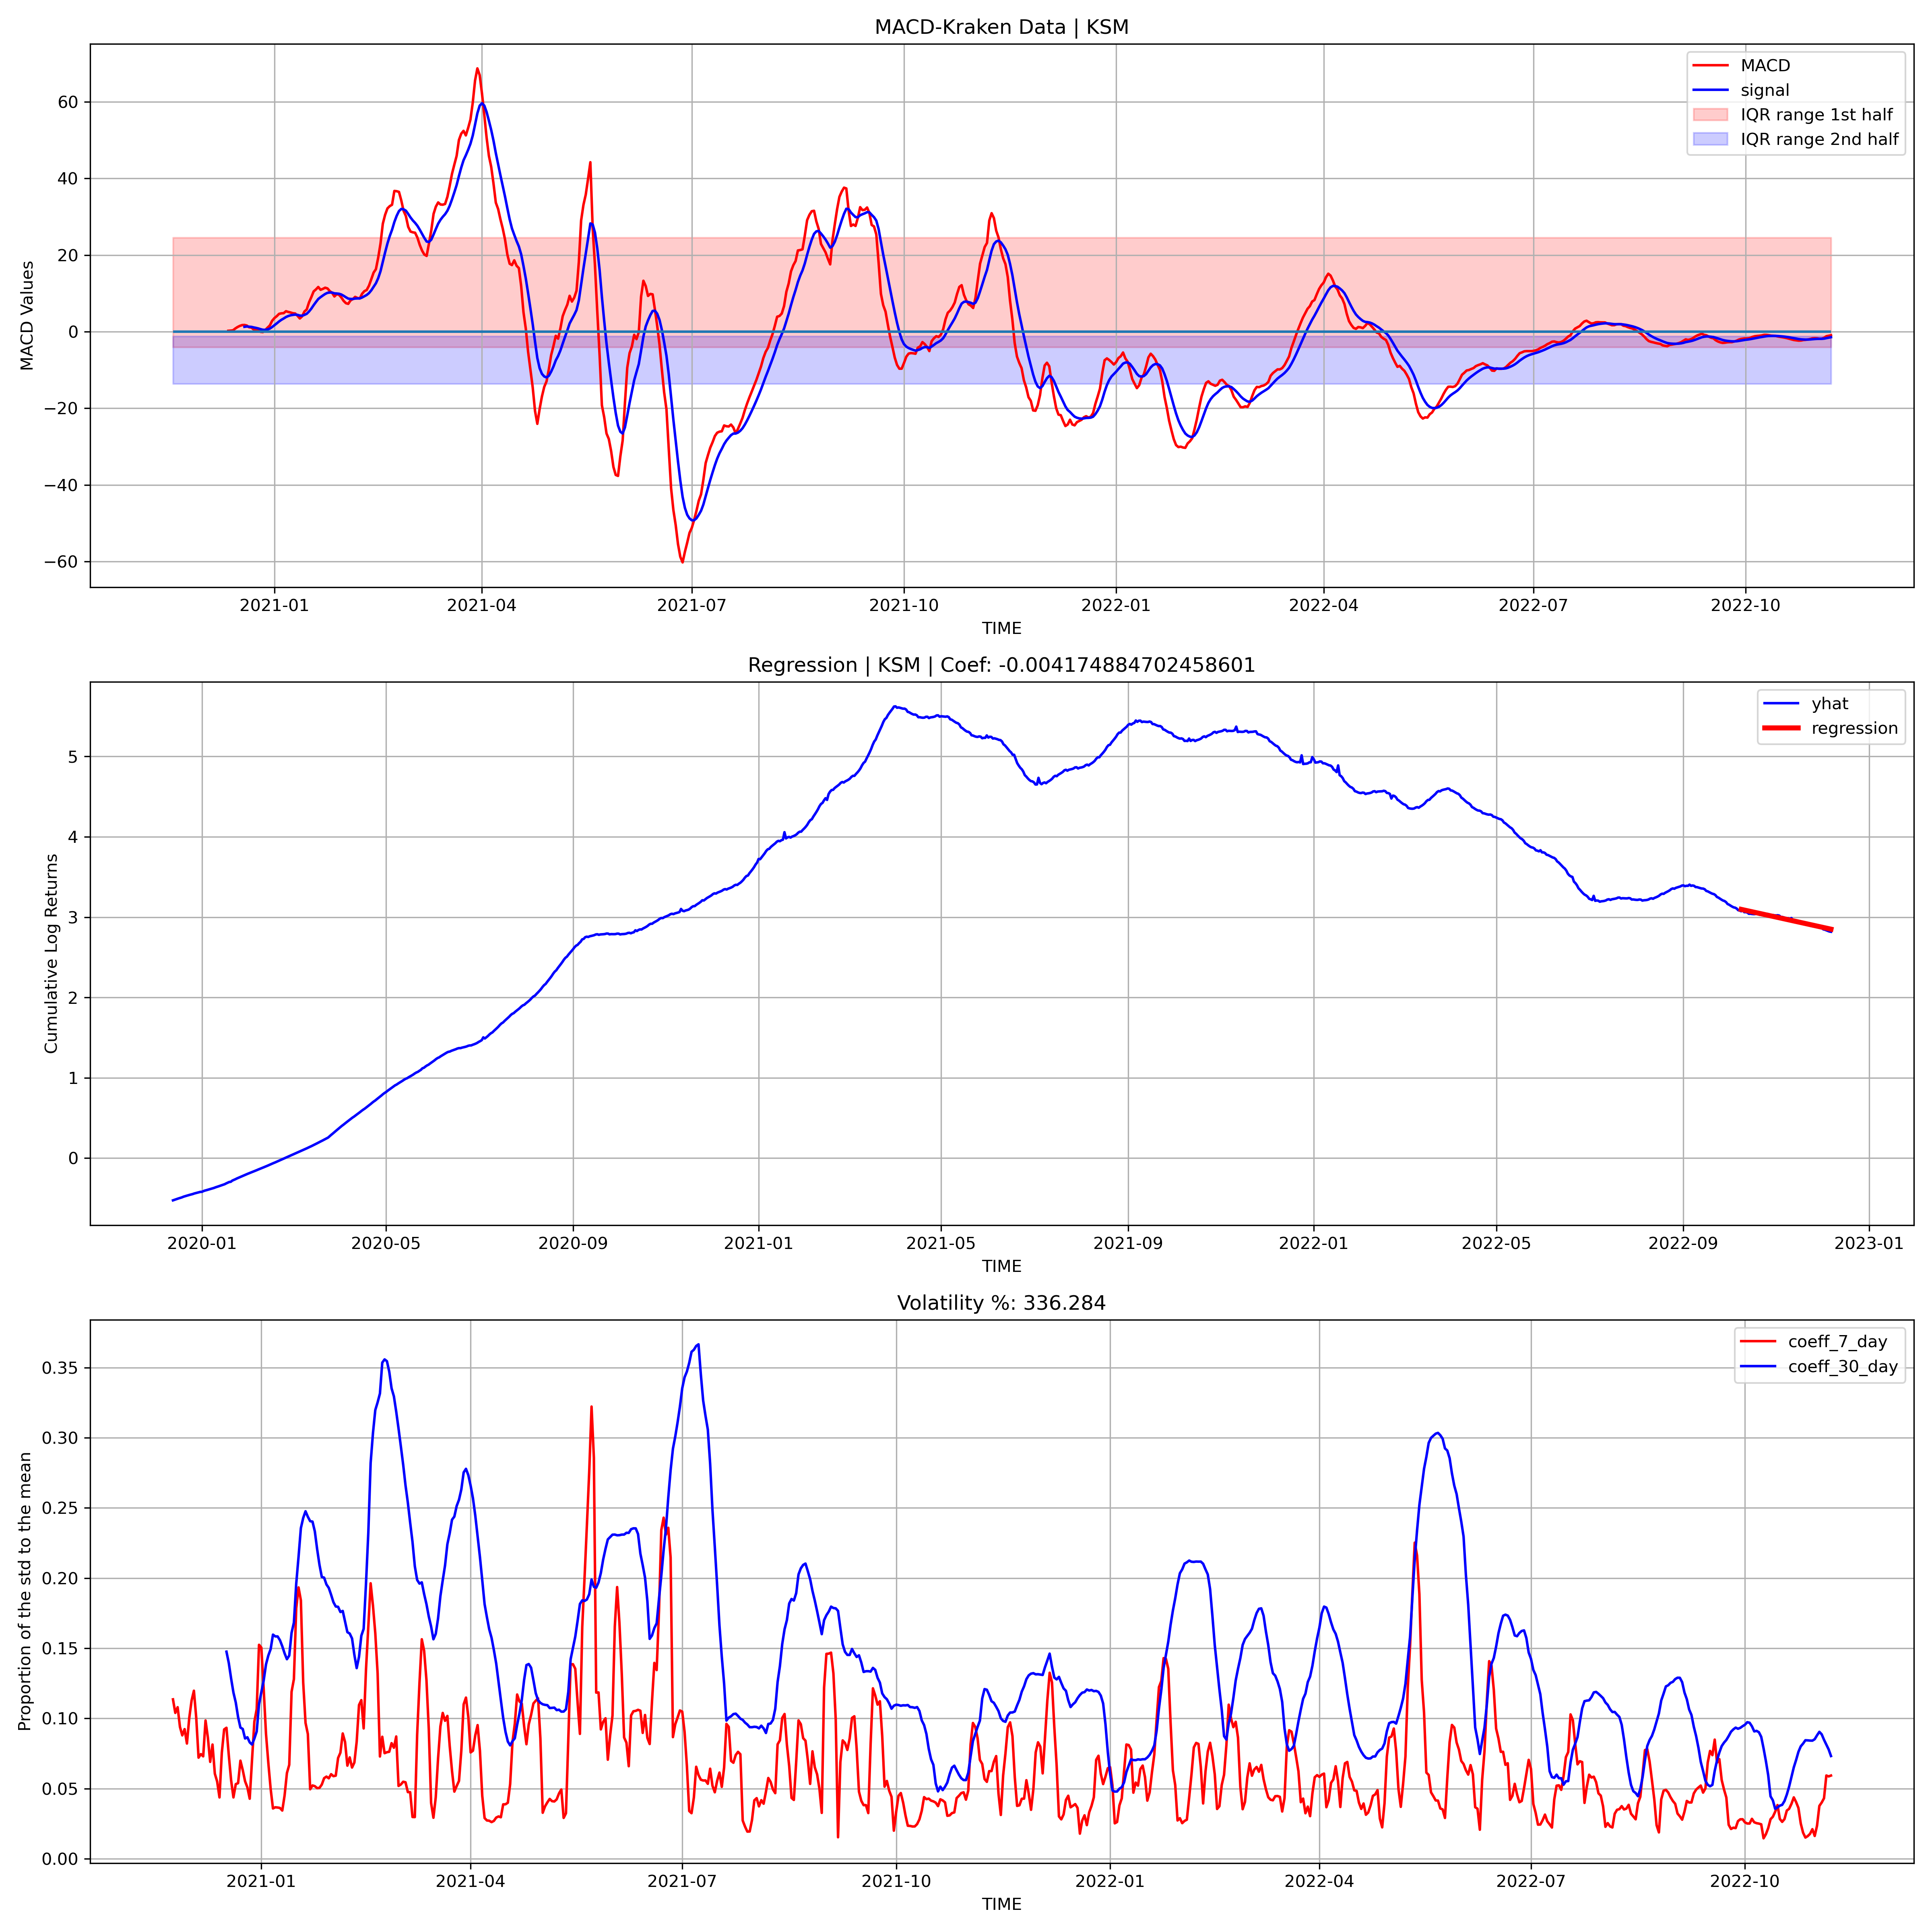 MACD-Kraken Data | KSM
MACD Values
60
40
20
0
−20
−40
−60
MACD
signal
IQR range 1st half
IQR range 2nd half
2021-01 2021-04 2021-07 2021-10 2022-01 2022-04 2022-07 2022-10
TIME
Regression | KSM | Coef: -0.004174884702458601
Cumulative Log Returns
5
4
3
2
1
0
yhat
regression
2020-01 2020-05 2020-09 2021-01 2021-05 2021-09 2022-01 2022-05 2022-09 2023-01
TIME
Volatility %: 336.284
Proportion of the std to the mean
0.35
0.30
0.25
0.20
0.15
0.10
0.05
0.00
coeff_7_day
coeff_30_day
2021-01 2021-04 2021-07 2021-10 2022-01 2022-04 2022-07 2022-10
TIME